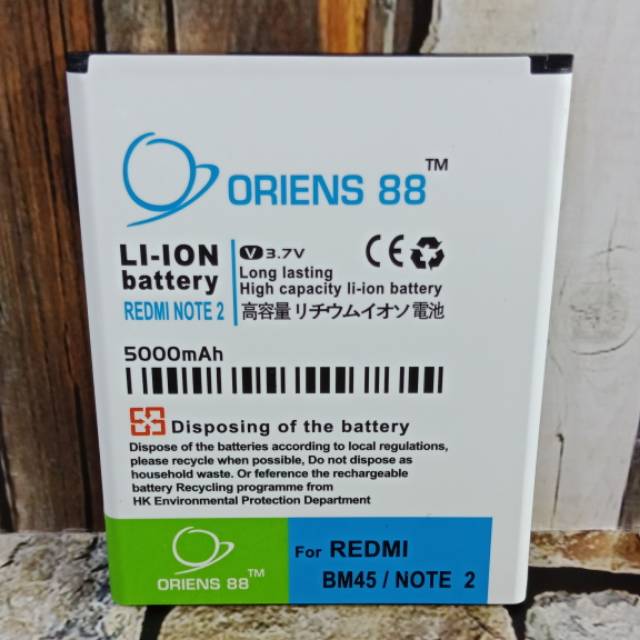 ORIENS 88™
LI-ION
battery
REDMI NOTE 2
V 3.7V
Long lasting
High capacity li-ion battery
高容量 リチウムイオソ 電池
CE
5000mAh
Disposing of the battery
Dispose of the batteries according to local regulations,
please recycle when possible, Do not dispose as
household waste. Or reference the rechargeable
battery Recycling programme from
HK Environmental Protection Department
ORIENS 88™
For REDMI
BM45 / NOTE 2